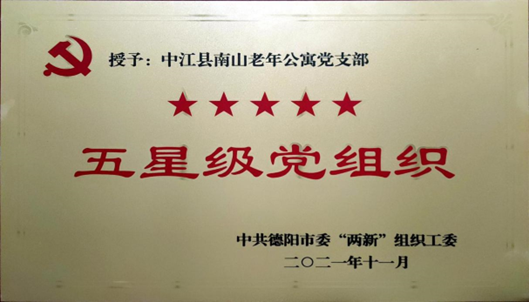 授予：中江县南山老年公寓党支部
五星级党组织
中共德阳市委“两新”组织工委
二〇二一年十一月